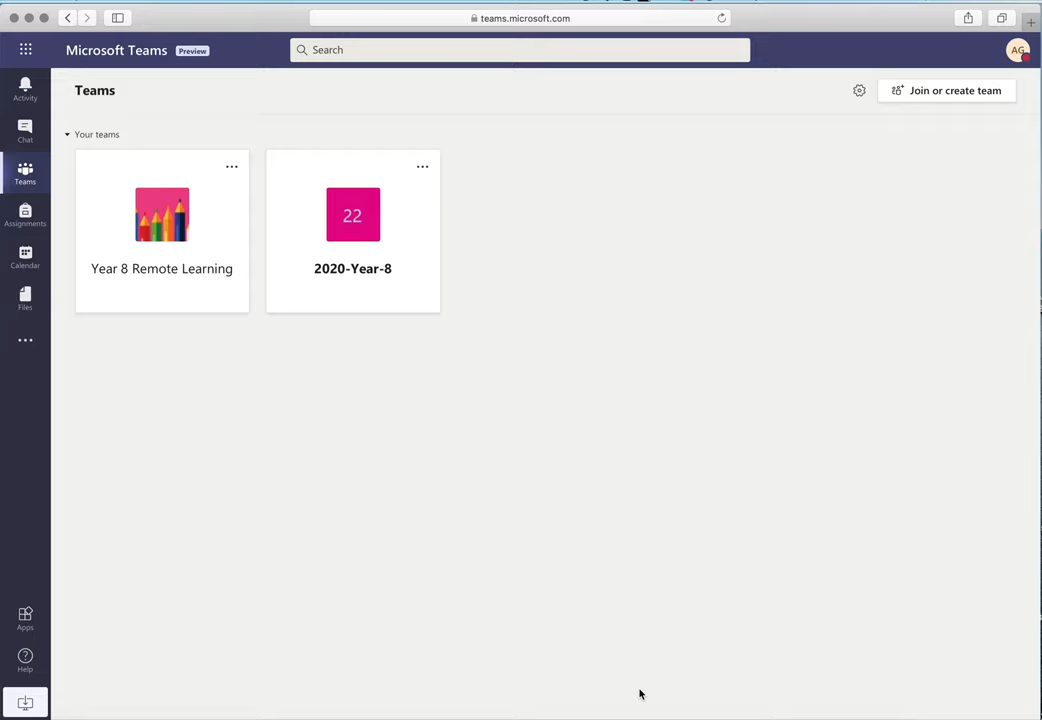 teams.microsoft.com
Microsoft Teams Preview
Search
AG
Activity
Chat
Teams
Assignments
Calendar
Files
Apps
Help
Teams
Join or create team
Your teams
22
Year 8 Remote Learning
2020-Year-8